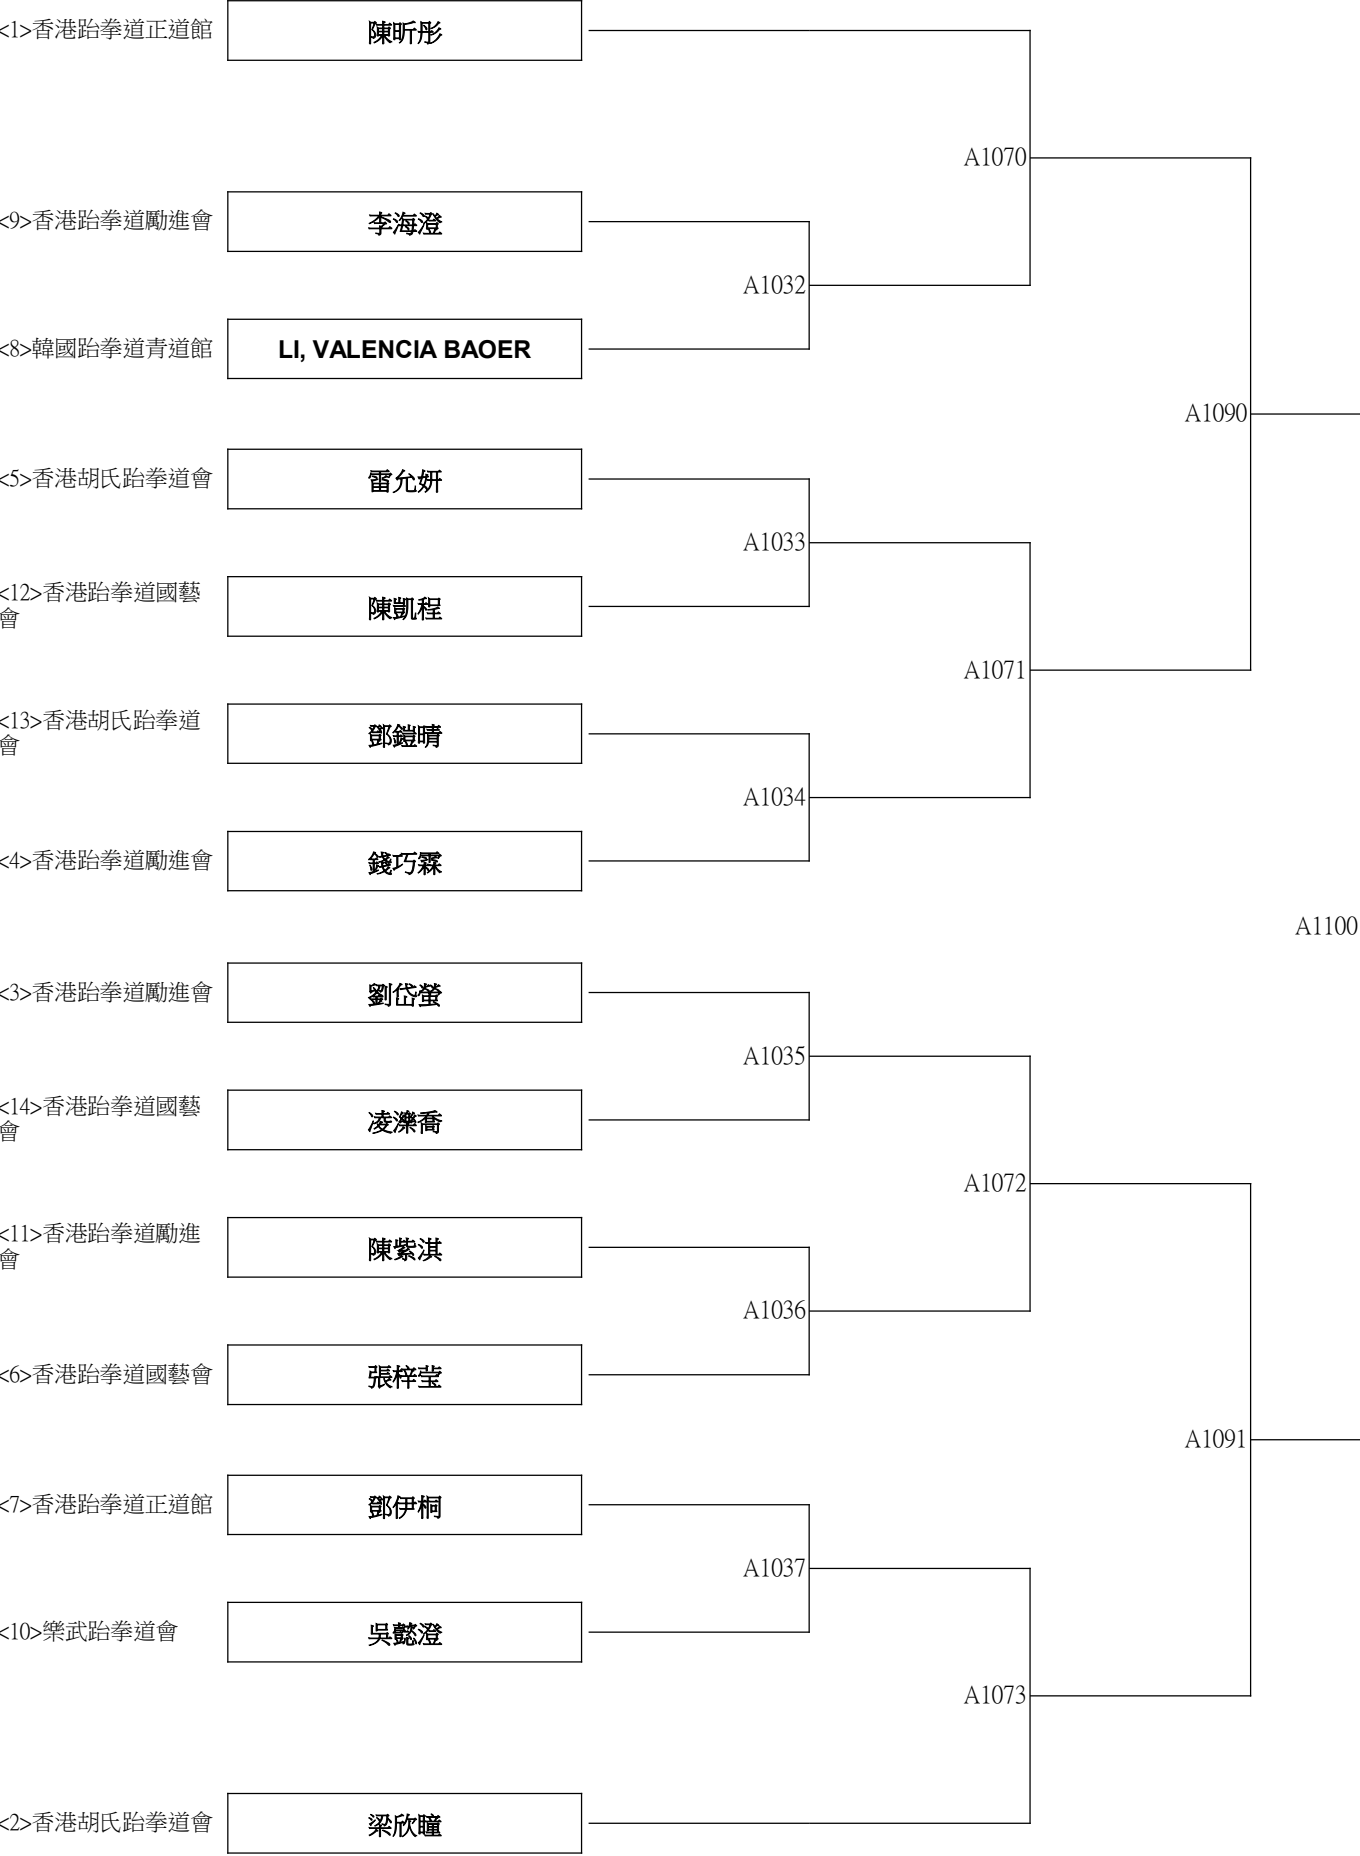 <1>香港跆拳道正道館
陳昕彤
A1070
<9>香港跆拳道勵進會
李海澄
A1032
<8>韓國跆拳道青道館
LI, VALENCIA BAOER
A1090
<5>香港胡氏跆拳道會
雷允妍
A1033
<12>香港跆拳道國藝
會
陳凱程
A1071
<13>香港胡氏跆拳道
會
鄧鎧晴
A1034
<4>香港跆拳道勵進會
錢巧霖
A1100
<3>香港跆拳道勵進會
劉岱螢
A1035
<14>香港跆拳道國藝
會
凌濼喬
A1072
<11>香港跆拳道勵進
會
陳紫淇
A1036
<6>香港跆拳道國藝會
張梓莹
A1091
<7>香港跆拳道正道館
鄧伊桐
A1037
<10>樂武跆拳道會
吳懿澄
A1073
<2>香港胡氏跆拳道會
梁欣瞳